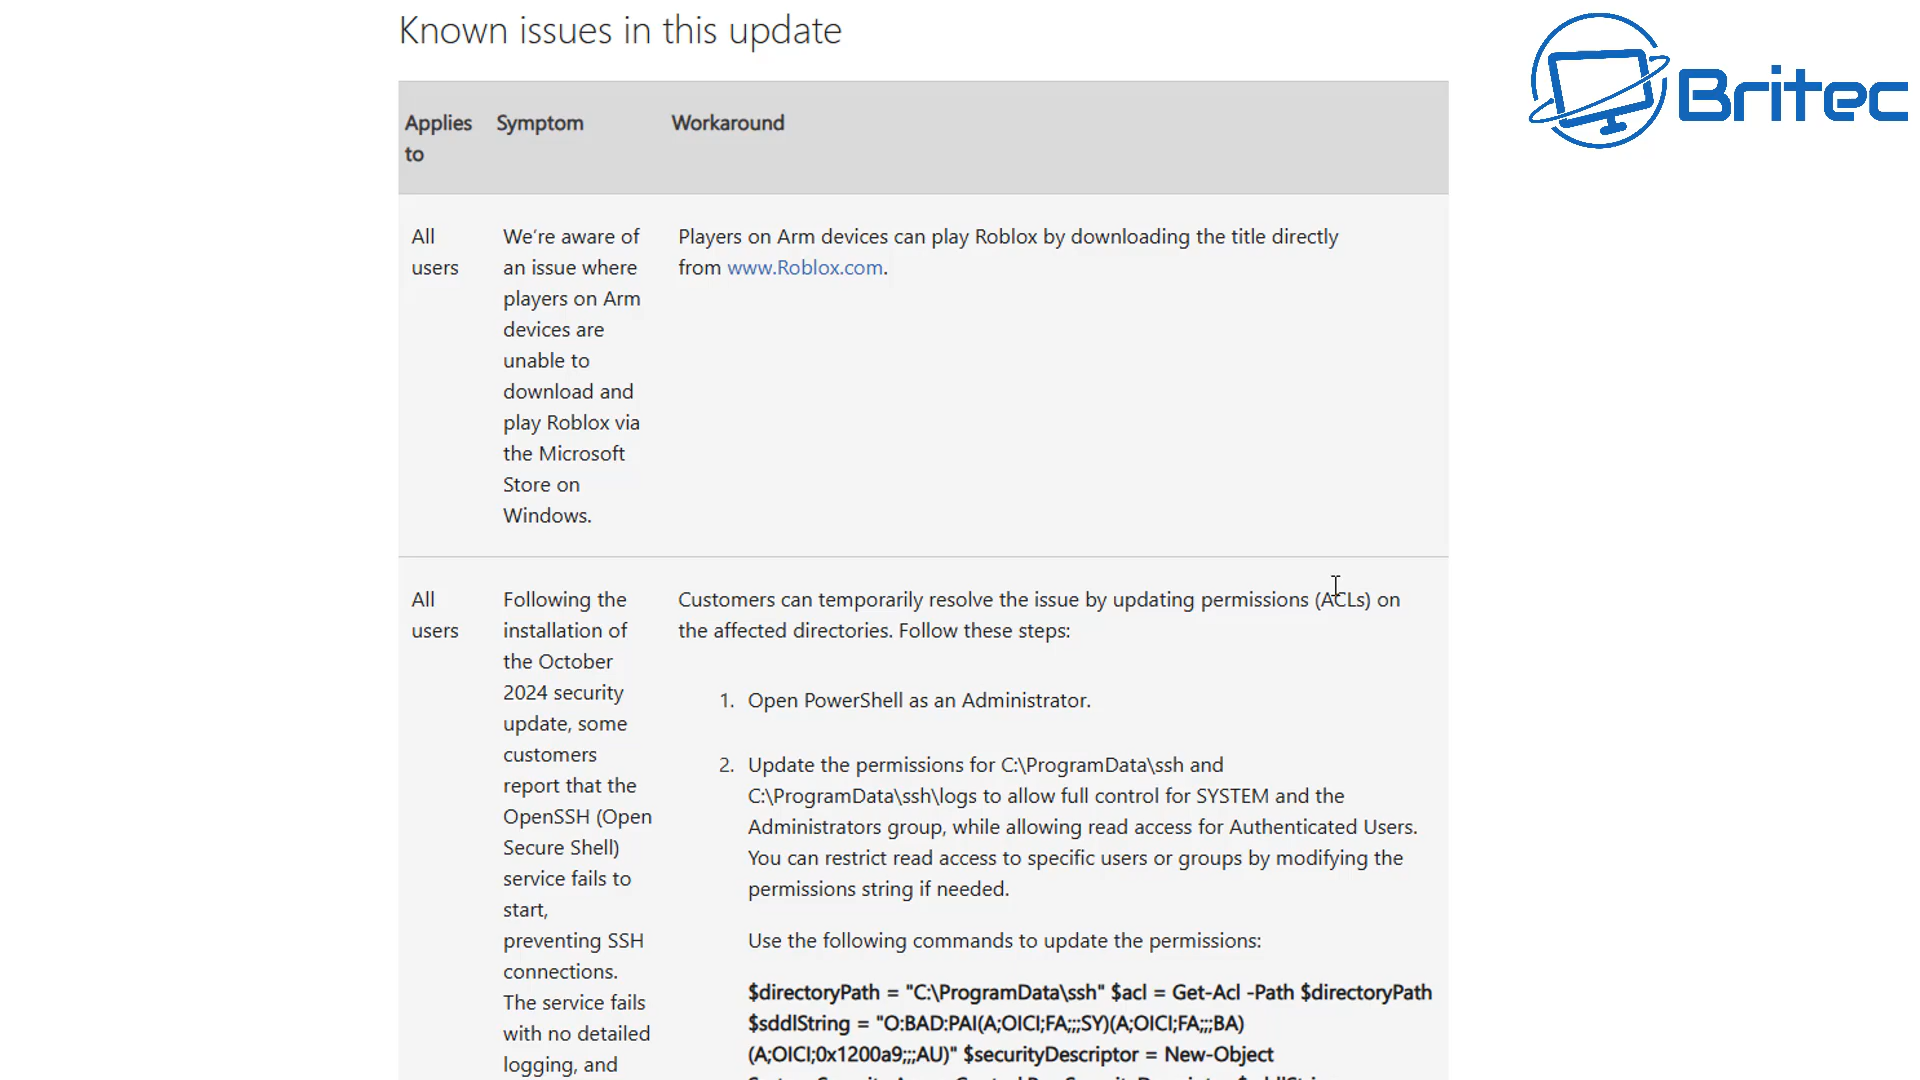 Known issues in this update
Britec
Applies
to
Symptom
Workaround
All
users
We're aware of
an issue where
players on Arm
devices are
unable to
download and
play Roblox via
the Microsoft
Store on
Windows.
Players on Arm devices can play Roblox by downloading the title directly
from www.Roblox.com.
All
users
Following the
installation of
the October
2024 security
update, some
customers
report that the
OpenSSH (Open
Secure Shell)
service fails to
start,
preventing SSH
connections.
The service fails
with no detailed
logging, and
Customers can temporarily resolve the issue by updating permissions (ACLs) on
the affected directories. Follow these steps:
1. Open PowerShell as an Administrator.
2. Update the permissions for C:\ProgramData\ssh and
C:\ProgramData\ssh\logs to allow full control for SYSTEM and the
Administrators group, while allowing read access for Authenticated Users.
You can restrict read access to specific users or groups by modifying the
permissions string if needed.
Use the following commands to update the permissions:
$directoryPath = "C:\ProgramData\ssh" $acl = Get-Acl -Path $directoryPath
$sddlString = "O:BAD:PAI(A;OICI;FA;;;SY)(A;OICI;FA;;;BA)
(A;OICI;0x1200a9;;;AU)" $securityDescriptor = New-Object